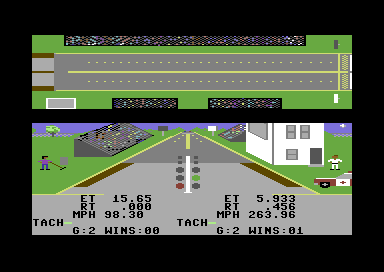 ET 15.65 ET 5.933
RT .000 RT .456
MPH 98.30 MPH 263.96
TACH TACH
G:2 WINS:00 G:2 WINS:01